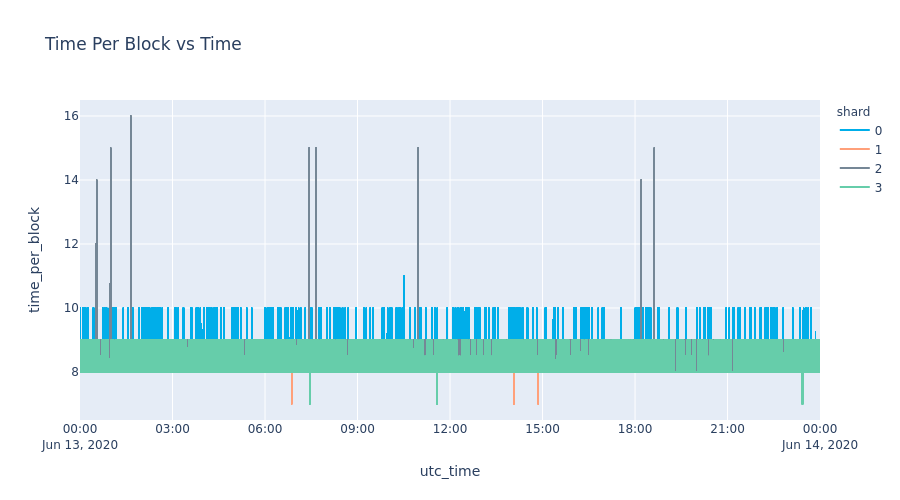 Time Per Block vs Time
shard
0
1
2
3
16
14
12
10
8
time_per_block
00:00 03:00 06:00 09:00 12:00 15:00 18:00 21:00 00:00
Jun 13, 2020 Jun 14, 2020
utc_time